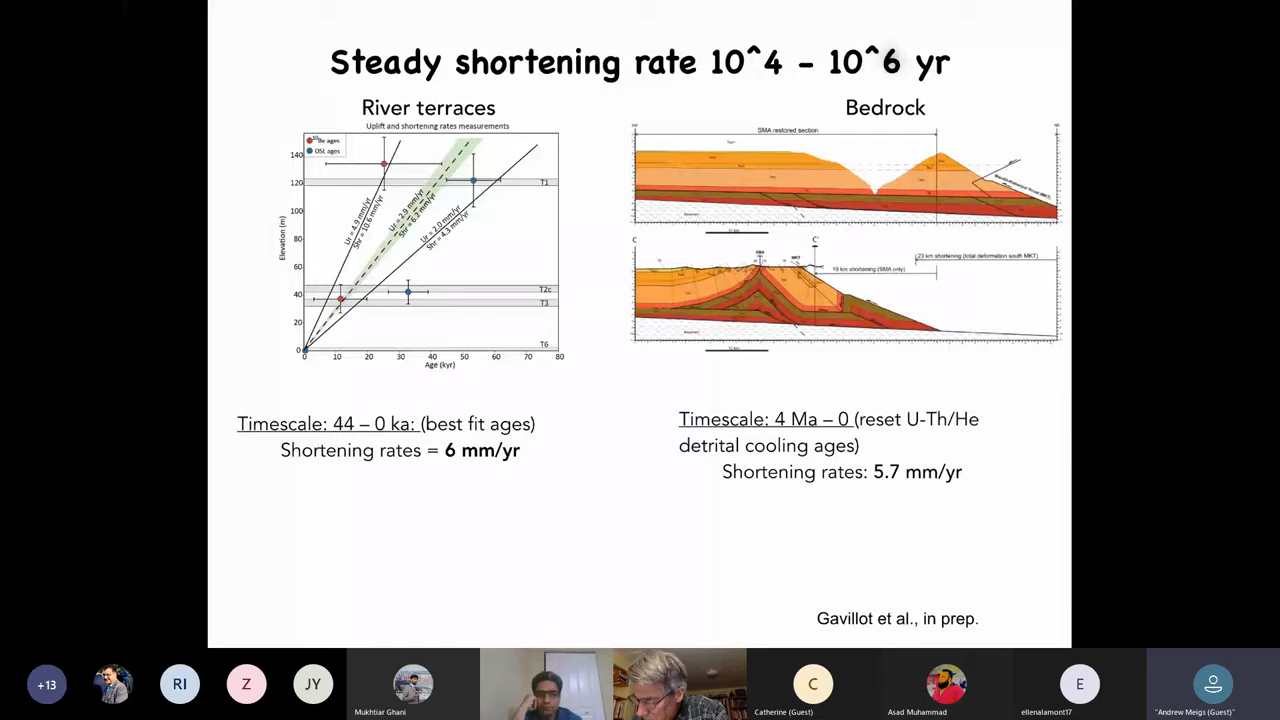 Steady shortening rate 10^4 - 10^6 yr
River terraces
Bedrock
Uplift and shortening rates measurements
10Be ages
OSL ages
140
120
100
80
60
40
20
0
Elevation (m)
Ur = 4.9 mm/yr
Shr = 10.6 mm/yr
Ur = 2.9 mm/yr
Shr = 6.2 mm/yr
Ur = 2.0 mm/yr
Shr = 4.3 mm/yr
T1
T2c
T3
T6
0 10 20 30 40 50 60 70 80
Age (kyr)
SMA restored section
Basement
C
C'
SMA
MKT
23 km shortening (total deformation south MKT)
19 km shortening (SMA only)
Basement
Timescale: 44 – 0 ka: (best fit ages)
Shortening rates = 6 mm/yr
Timescale: 4 Ma – 0 (reset U-Th/He
detrital cooling ages)
Shortening rates: 5.7 mm/yr
Gavillot et al., in prep.
+13
RI
Z
JY
Mukhtiar Ghani
C
Catherine (Guest)
Asad Muhammad
E
ellenalamont17
"Andrew Meigs (Guest)"